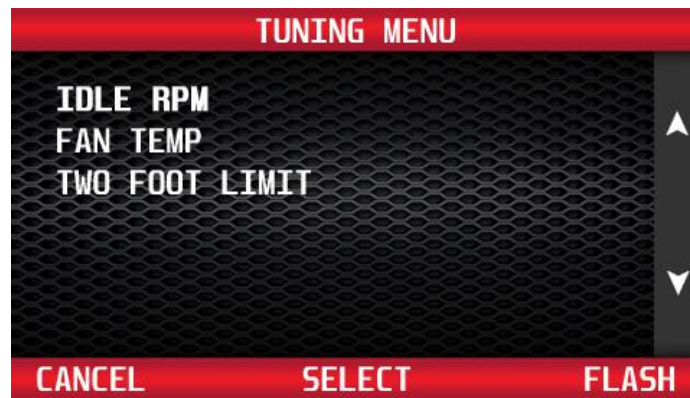 TUNING MENU
IDLE RPM
FAN TEMP
TWO FOOT LIMIT
CANCEL SELECT FLASH